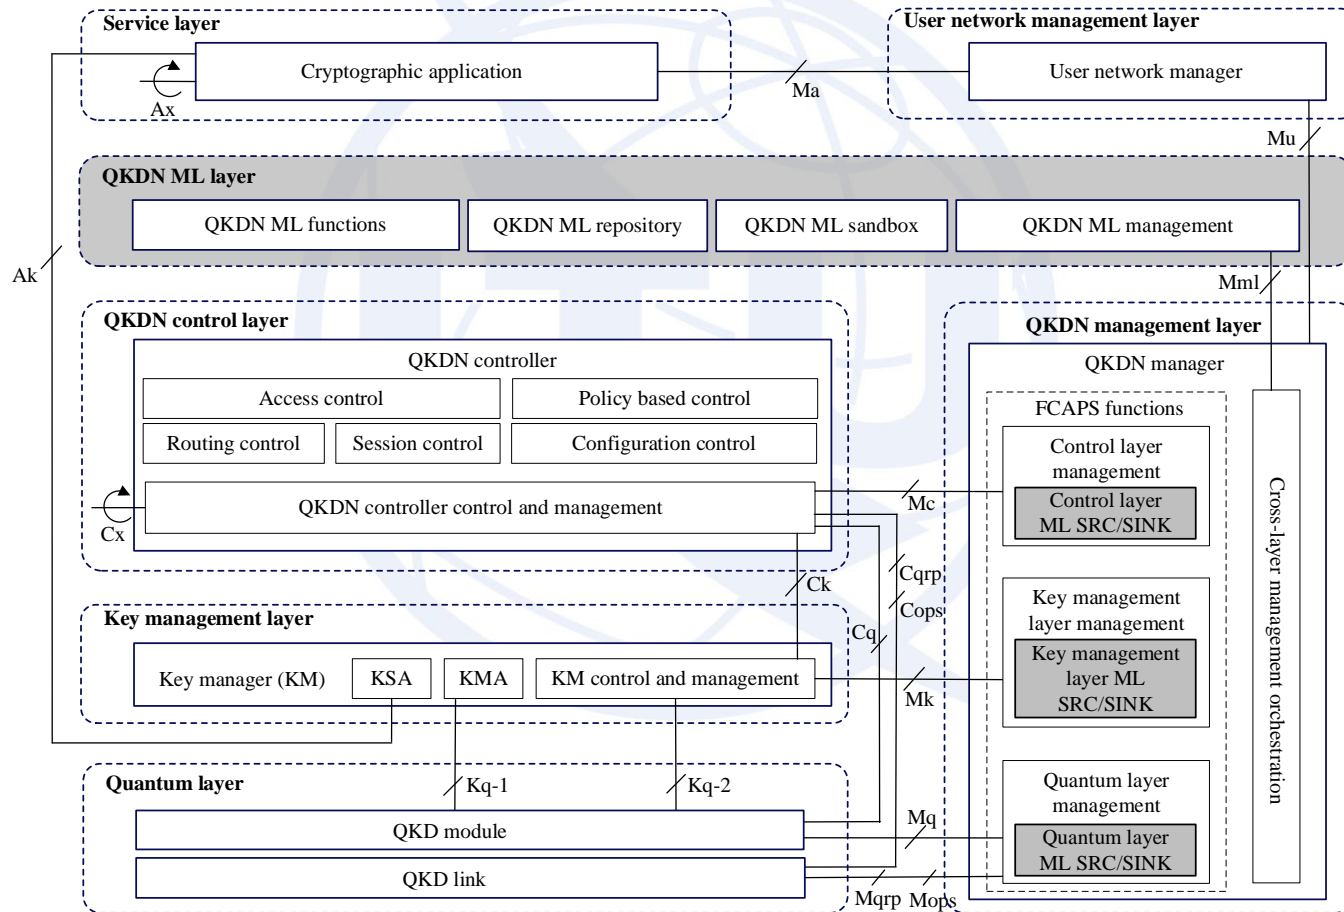 Service layer
User network management layer
Cryptographic application
User network manager
Ax
Ma
Mu
QKDN ML layer
QKDN ML functions
QKDN ML repository
QKDN ML sandbox
QKDN ML management
Ak
Mml
QKDN control layer
QKDN management layer
QKDN controller
QKDN manager
Access control
Policy based control
FCAPS functions
Routing control
Session control
Configuration control
Control layer
management
Control layer
ML SRC/SINK
QKDN controller control and management
Mc
Cx
Cqrp
Ck
Cops
Cq
Key management layer
Key management
layer management
Key management
layer ML
SRC/SINK
Key manager (KM)
KSA
KMA
KM control and management
Mk
Cross-layer management orchestration
Quantum layer
Kq-1
Kq-2
Quantum layer
management
Quantum layer
ML SRC/SINK
QKD module
Mq
QKD link
Mqrp
Mops